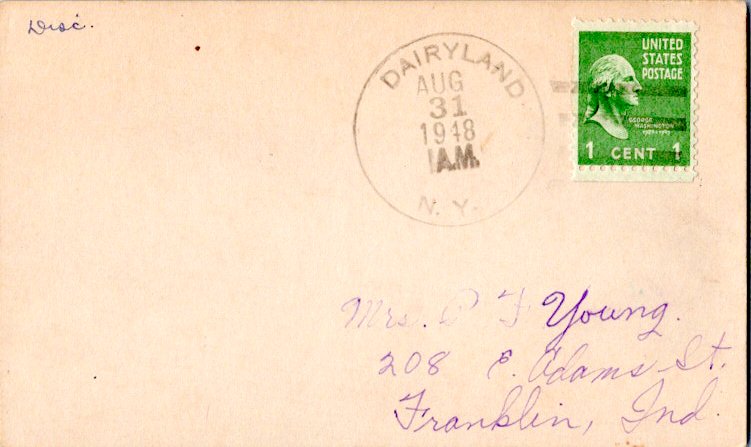 Disc.
DAIRYLAND
AUG
31
1948
1 A.M.
N. Y.
UNITED
STATES
POSTAGE
GEORGE
WASHINGTON
1 CENT 1
Mrs. P F Young.
208 E. Adams St.
Franklin, Ind.